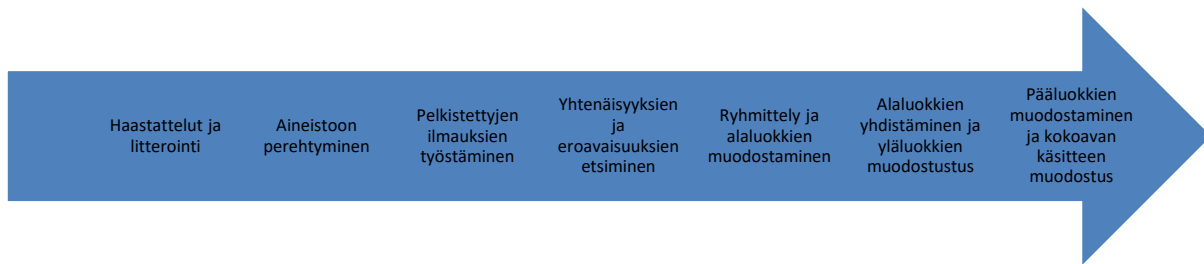 Haastattelut ja
litterointi
Aineistoon
perehtyminen
Pelkistettyjen
ilmauksien
työstäminen
Yhtenäisyyksien
ja
eroavaisuuksien
etsiminen
Ryhmittely ja
alaluokkien
muodostaminen
Alaluokkien
yhdistäminen ja
yläluokkien
muodostustus
Pääluokkien
muodostaminen
ja kokoavan
käsitteen
muodostus